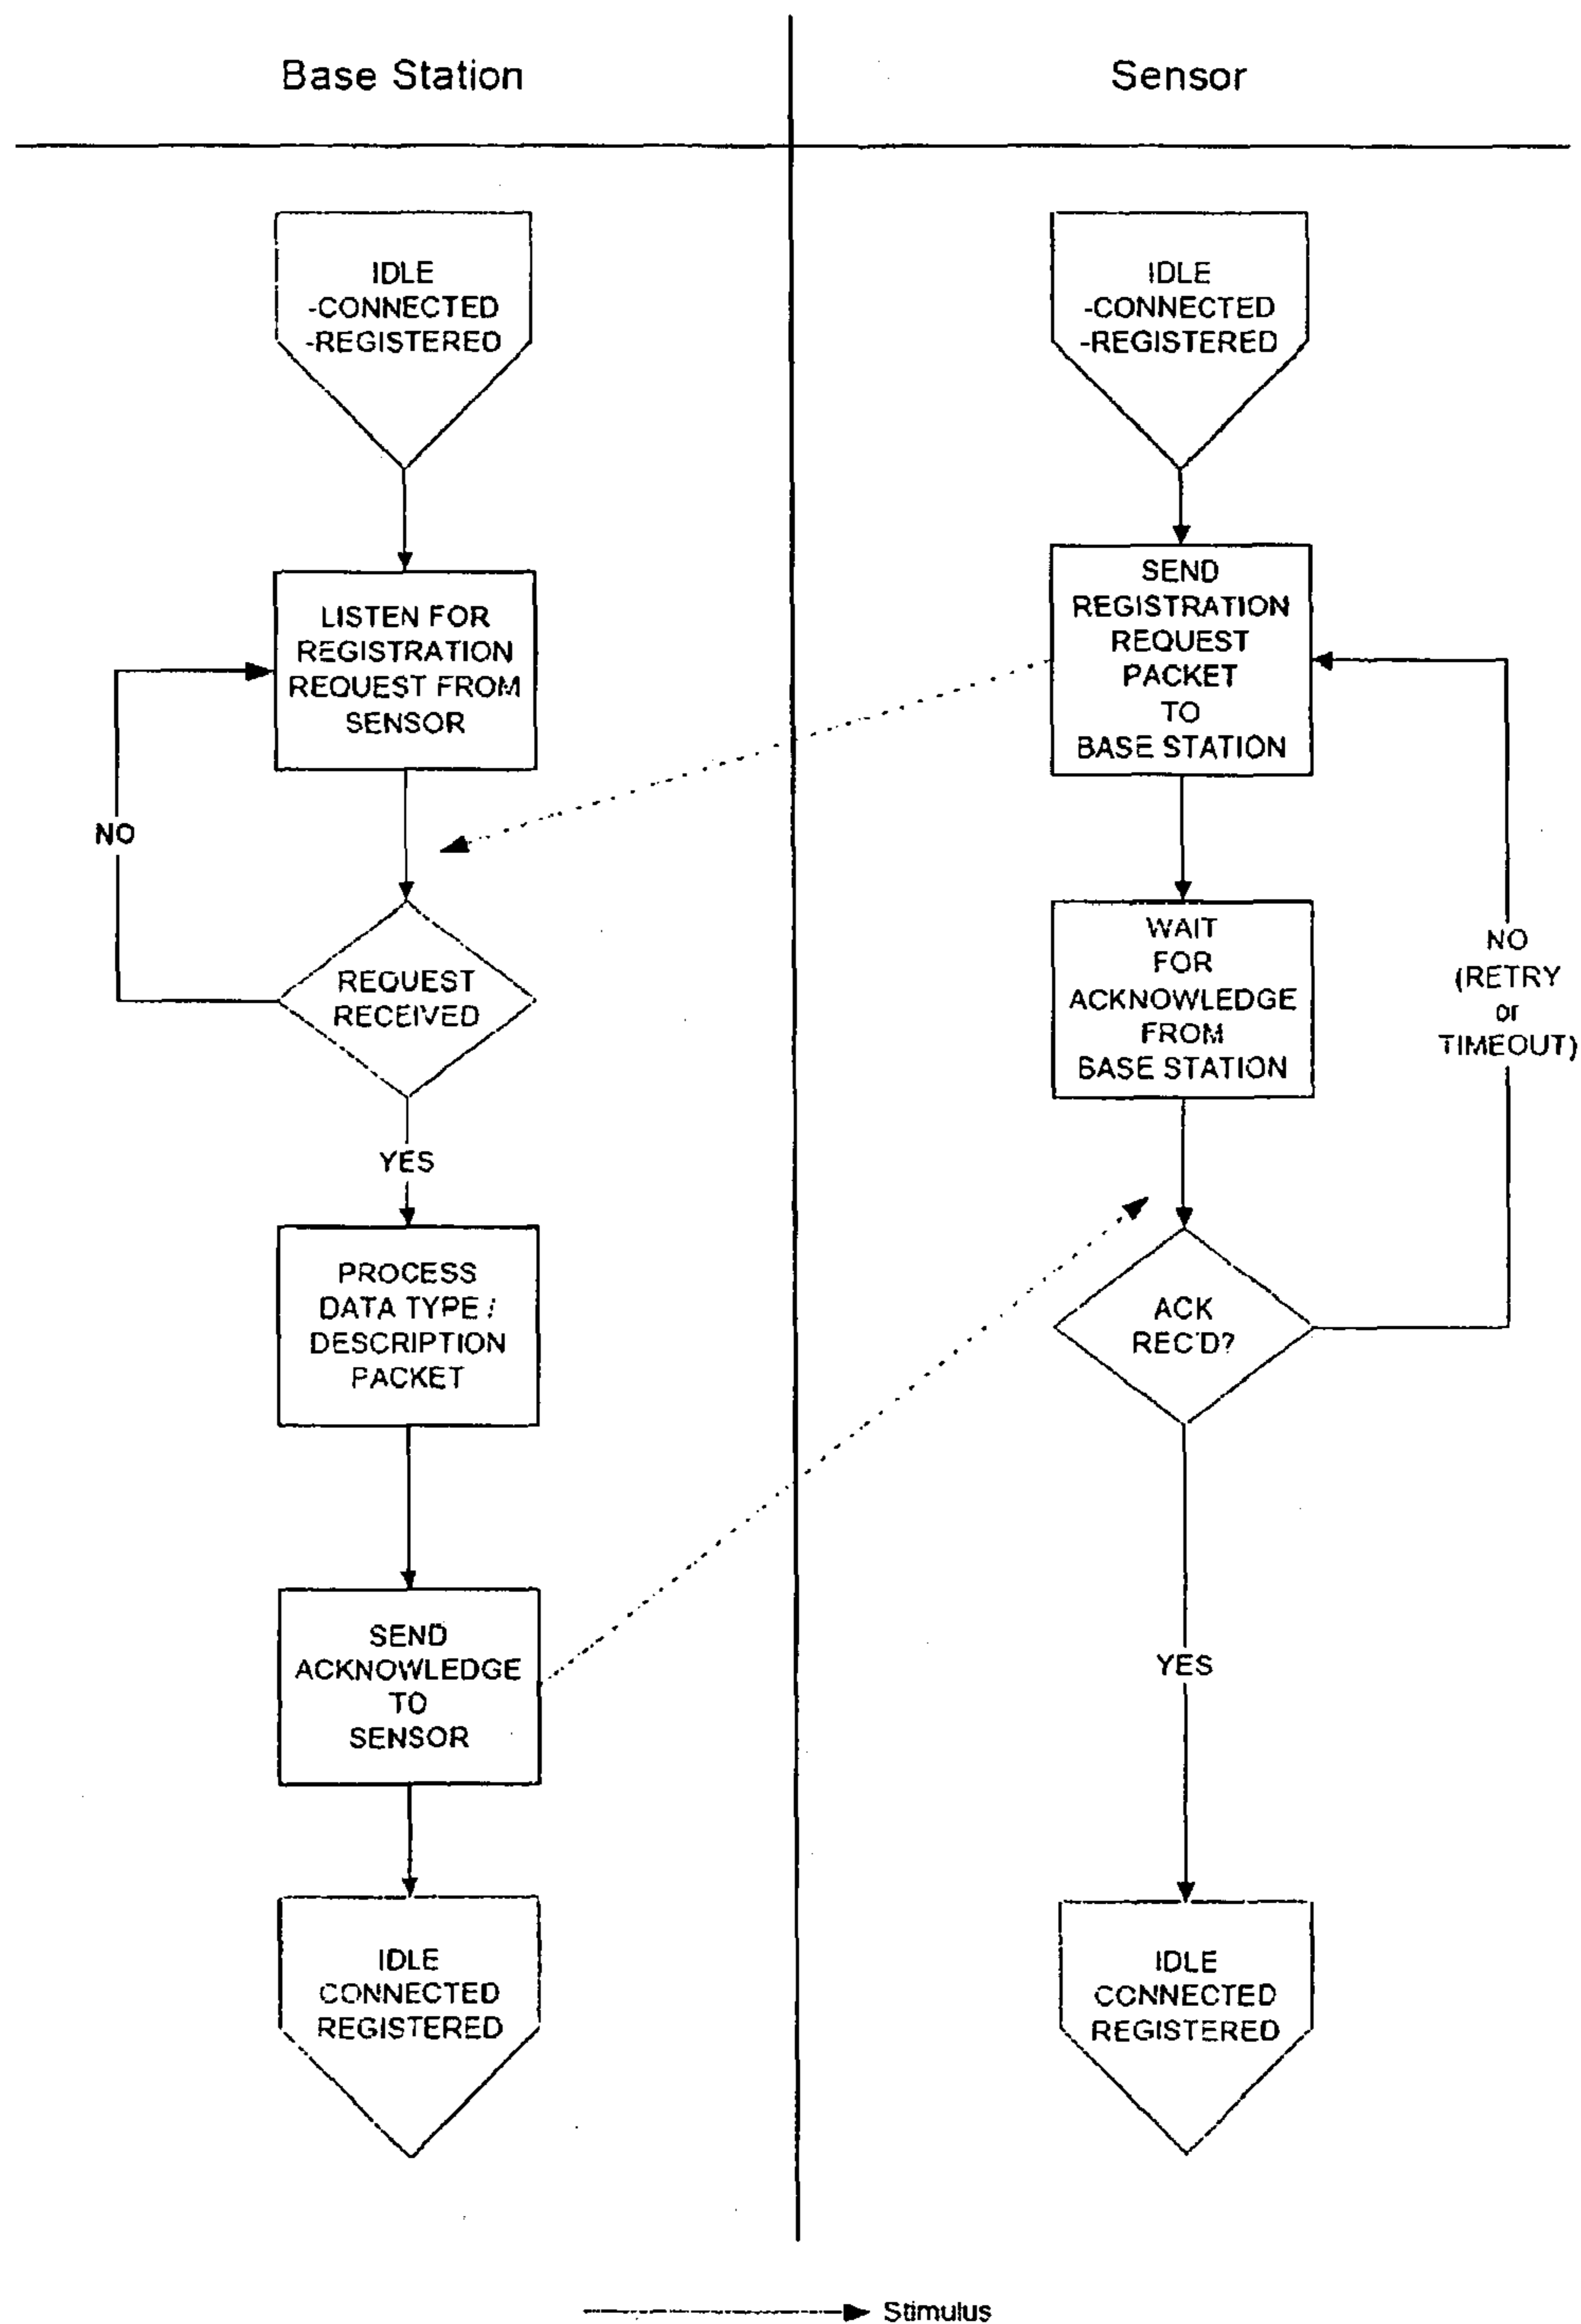 Base Station
Sensor
IDLE
-CONNECTED
-REGISTERED
LISTEN FOR
REGISTRATION
REQUEST FROM
SENSOR
NO
REQUEST
RECEIVED
YES
PROCESS
DATA TYPE /
DESCRIPTION
PACKET
SEND
ACKNOWLEDGE
TO
SENSOR
IDLE
CONNECTED
REGISTERED
IDLE
-CONNECTED
-REGISTERED
SEND
REGISTRATION
REQUEST
PACKET
TO
BASE STATION
WAIT
FOR
ACKNOWLEDGE
FROM
BASE STATION
NO
(RETRY
or
TIMEOUT)
ACK
REC'D?
YES
IDLE
CONNECTED
REGISTERED
Stimulus